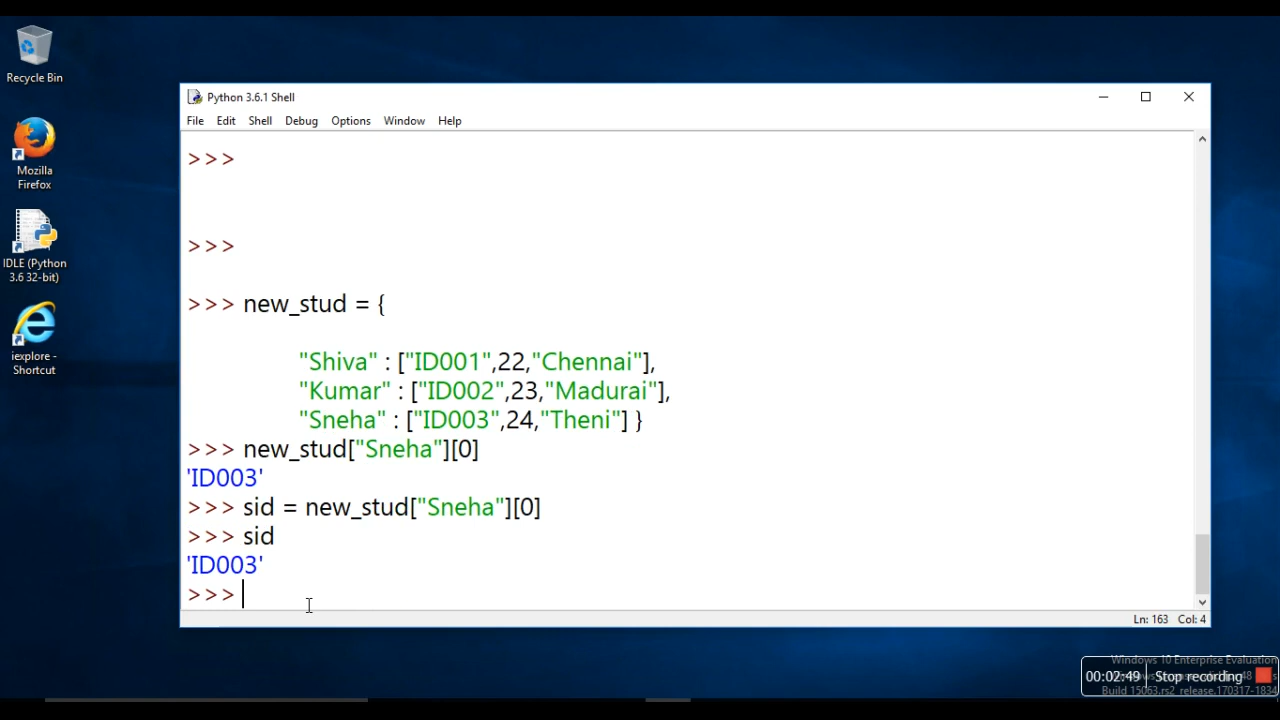 Recycle Bin
Mozilla
Firefox
IDLE (Python
3.6 32-bit)
iexplore -
Shortcut
Python 3.6.1 Shell
File Edit Shell Debug Options Window Help
>>>
>>>
>>> new_stud = {
"Shiva" : ["ID001",22,"Chennai"],
"Kumar" : ["ID002",23,"Madurai"],
"Sneha" : ["ID003",24,"Theni"] }
>>> new_stud["Sneha"][0]
'ID003'
>>> sid = new_stud["Sneha"][0]
>>> sid
'ID003'
>>>
Ln: 163 Col: 4
Windows 10 Enterprise Evaluation
00:02:49 Stop recording
Build 15063.rs2_release.170317-1834